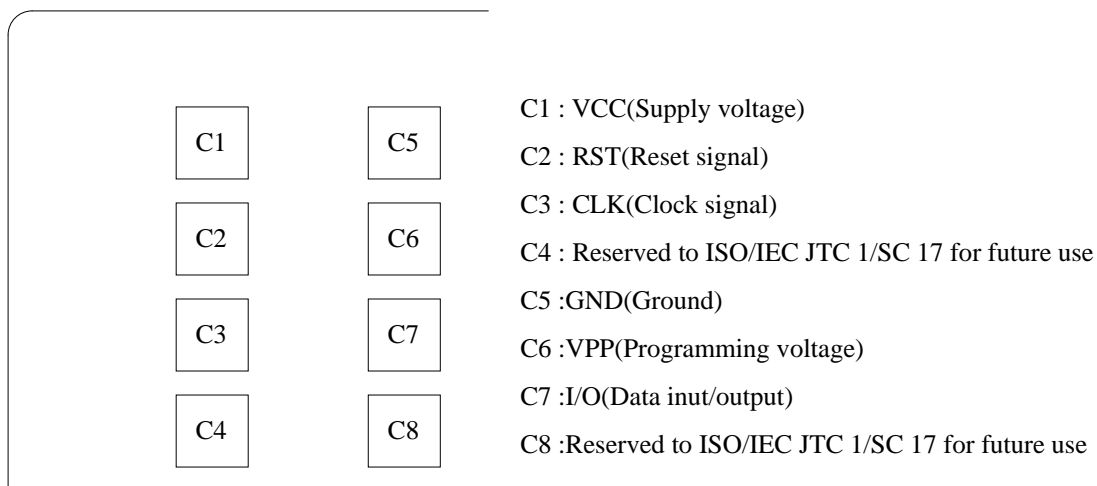 C1
C5
C2
C6
C3
C7
C4
C8
C1 : VCC(Supply voltage)
C2 : RST(Reset signal)
C3 : CLK(Clock signal)
C4 : Reserved to ISO/IEC JTC 1/SC 17 for future use
C5 :GND(Ground)
C6 :VPP(Programming voltage)
C7 :I/O(Data inut/output)
C8 :Reserved to ISO/IEC JTC 1/SC 17 for future use